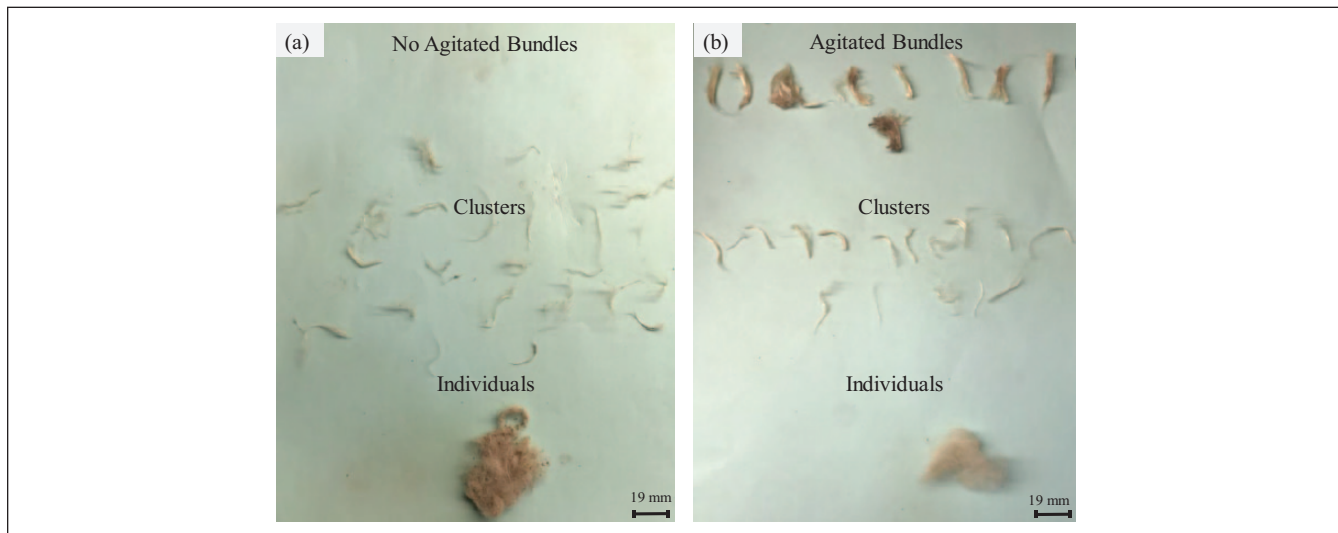 (a)
No Agitated Bundles
Clusters
Individuals
19 mm
(b)
Agitated Bundles
Clusters
Individuals
19 mm